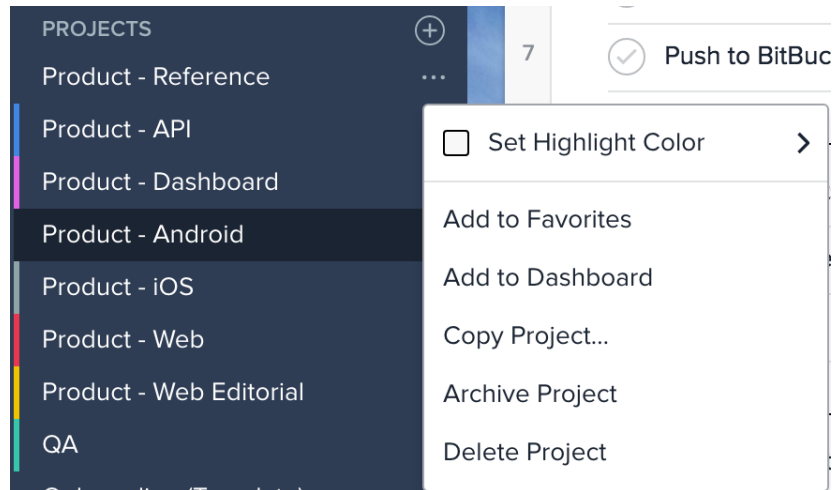 PROJECTS
Product - Reference
Product - API
Product - Dashboard
Product - Android
Product - iOS
Product - Web
Product - Web Editorial
QA
7
Push to BitBuc
Set Highlight Color
Add to Favorites
Add to Dashboard
Copy Project...
Archive Project
Delete Project